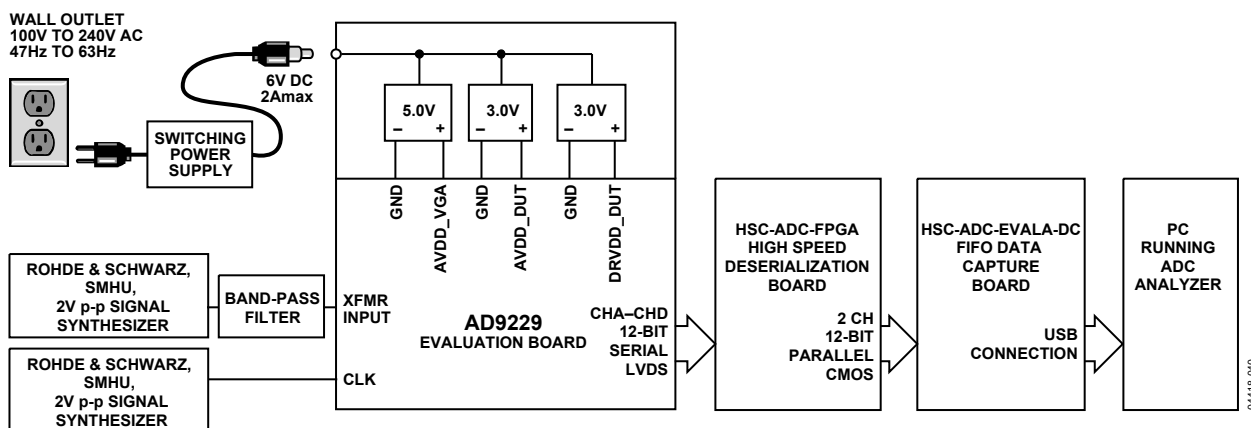 WALL OUTLET
100V TO 240V AC
47Hz TO 63Hz
6V DC
2Amax
SWITCHING
POWER
SUPPLY
5.0V
– +
3.0V
– +
3.0V
– +
GND
AVDD_VGA
GND
AVDD_DUT
GND
DRVDD_DUT
ROHDE & SCHWARZ,
SMHU,
2V p-p SIGNAL
SYNTHESIZER
BAND-PASS
FILTER
XFMR
INPUT
AD9229
EVALUATION BOARD
CHA–CHD
12-BIT
SERIAL
LVDS
ROHDE & SCHWARZ,
SMHU,
2V p-p SIGNAL
SYNTHESIZER
CLK
HSC-ADC-FPGA
HIGH SPEED
DESERIALIZATION
BOARD
2 CH
12-BIT
PARALLEL
CMOS
HSC-ADC-EVALA-DC
FIFO DATA
CAPTURE
BOARD
USB
CONNECTION
PC
RUNNING
ADC
ANALYZER